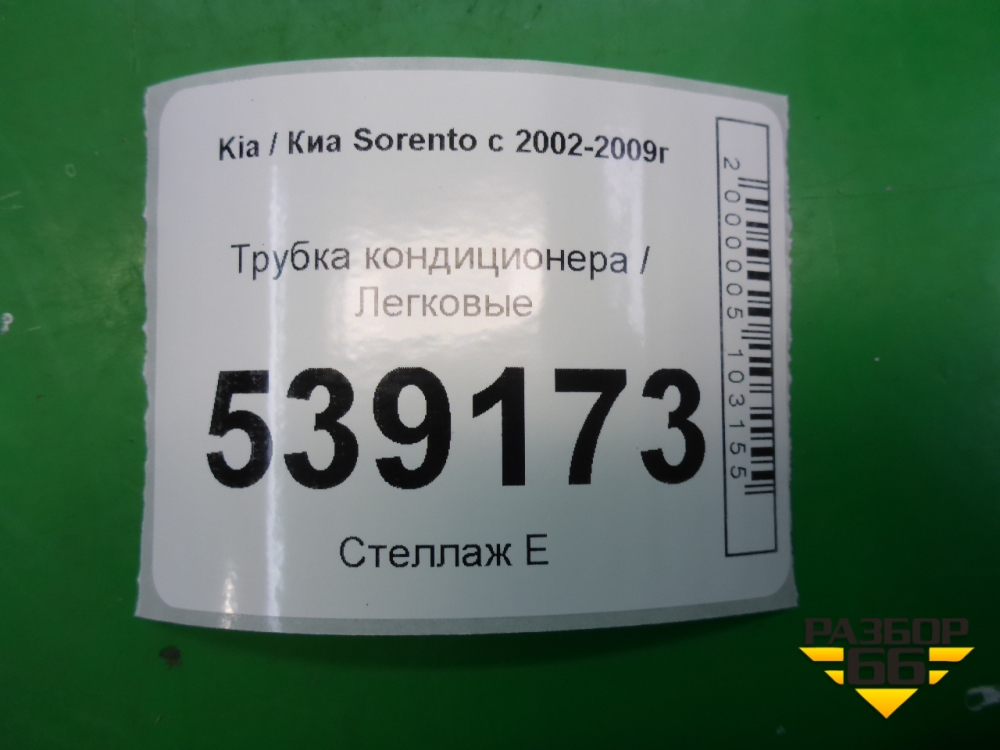 Kia / Киа Sorento с 2002-2009г
Трубка кондиционера /
Легковые
539173
Стеллаж Е
2000005103155
РАЗБОР
66